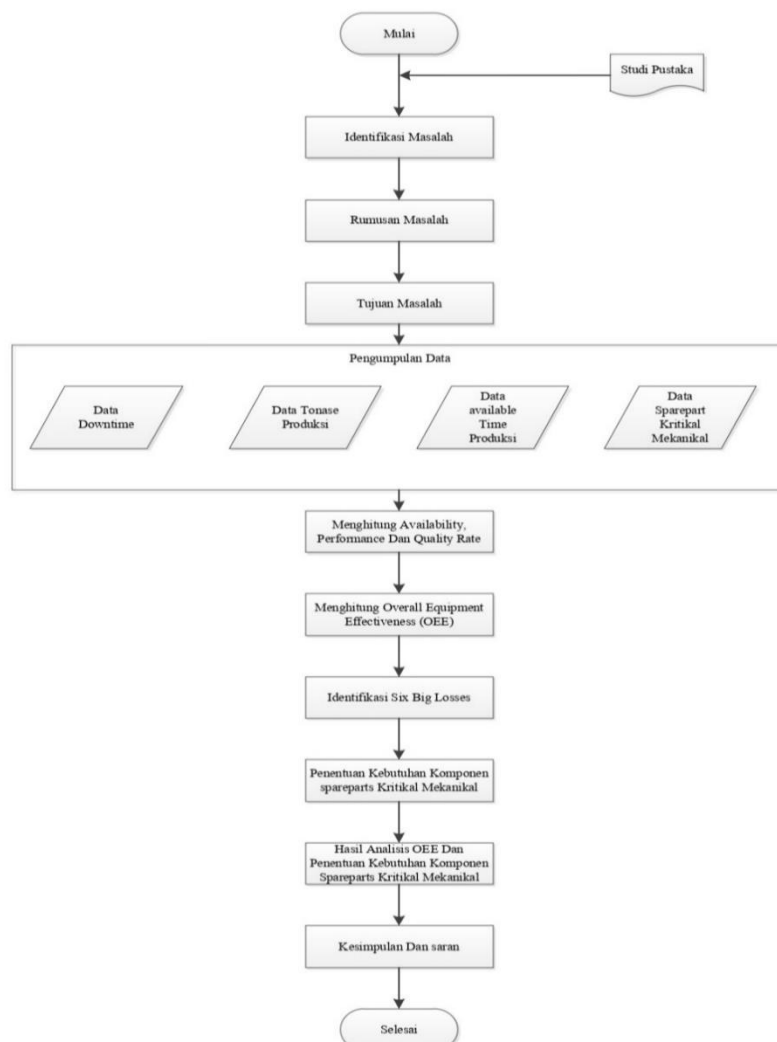 Mulai
Studi Pustaka
Identifikasi Masalah
Rumusan Masalah
Tujuan Masalah
Pengumpulan Data
Data
Downtime
Data Tonase
Produksi
Data
available
Time
Produksi
Data
Sparepart
Kritikal
Mekanikal
Menghitung Availability,
Performance Dan Quality Rate
Menghitung Overall Equipment
Effectiveness (OEE)
Identifikasi Six Big Losses
Penentuan Kebutuhan Komponen
spareparts Kritikal Mekanikal
Hasil Analisis OEE Dan
Penentuan Kebutuhan Komponen
Spareparts Kritikal Mekanikal
Kesimpulan Dan saran
Selesai